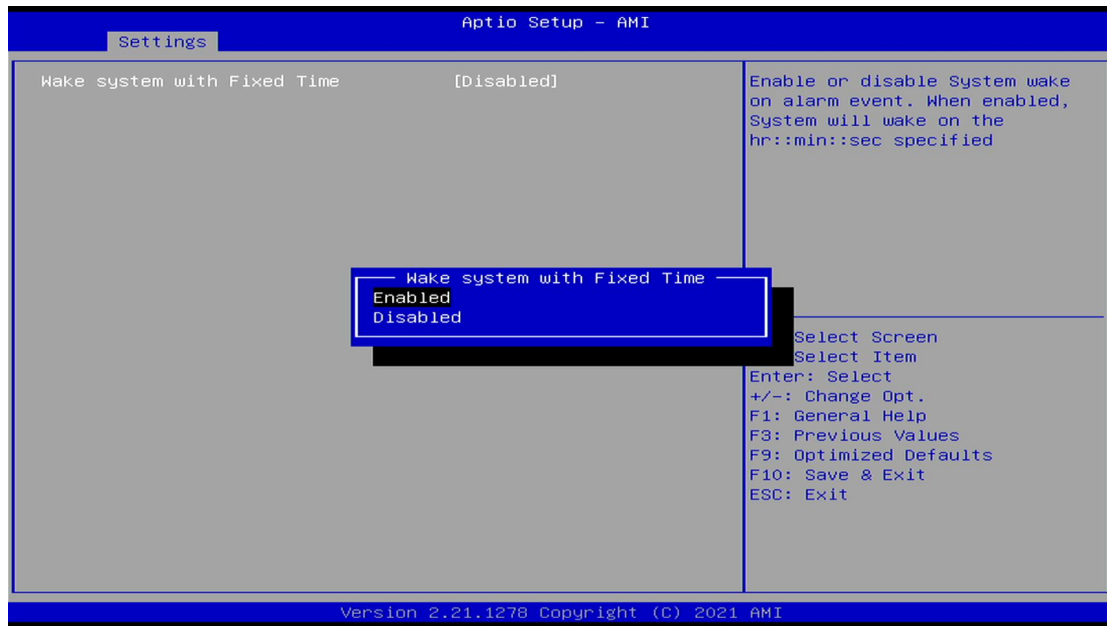 Aptio Setup – AMI
Settings
Wake system with Fixed Time [Disabled]
Enable or disable System wake
on alarm event. When enabled,
System will wake on the
hr::min::sec specified
Wake system with Fixed Time
Enabled
Disabled
Select Screen
Select Item
Enter: Select
+/-: Change Opt.
F1: General Help
F3: Previous Values
F9: Optimized Defaults
F10: Save & Exit
ESC: Exit
Version 2.21.1278 Copyright (C) 2021 AMI